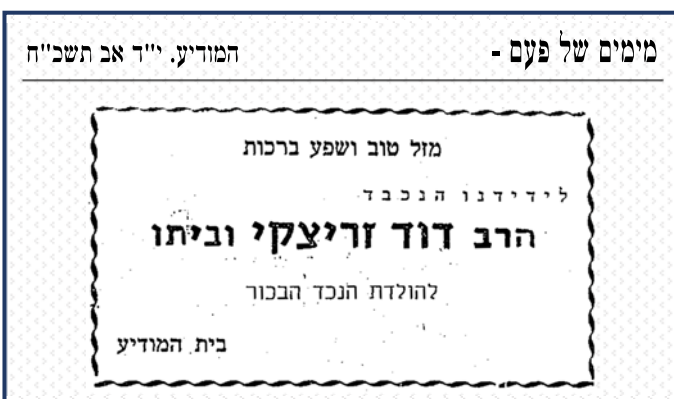 מימים של פעם - המודיע. י"ד אב תשכ"ח
מזל טוב ושפע ברכות
לידידנו הנכבד
הרב דוד זריצקי וביתו
להולדת הנכד הבכור
בית המודיע